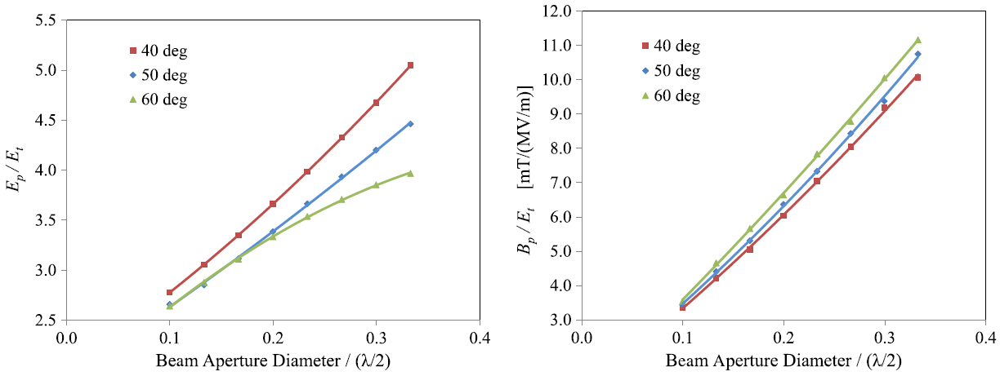 5.5
5.0
4.5
4.0
3.5
3.0
2.5
E_p / E_t
40 deg
50 deg
60 deg
0.0 0.1 0.2 0.3 0.4
Beam Aperture Diameter / (λ/2)
12.0
11.0
10.0
9.0
8.0
7.0
6.0
5.0
4.0
3.0
B_p / E_t [mT/(MV/m)]
40 deg
50 deg
60 deg
0.0 0.1 0.2 0.3 0.4
Beam Aperture Diameter / (λ/2)